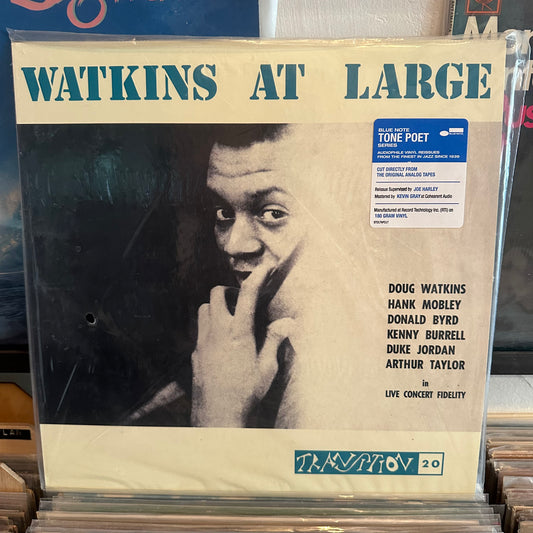 WATKINS AT LARGE
BLUE NOTE
TONE POET
SERIES
AUDIOPHILE VINYL REISSUES
FROM THE FINEST IN JAZZ SINCE 1939
CUT DIRECTLY FROM
THE ORIGINAL ANALOG TAPES
Reissue Supervised by JOE HARLEY
Mastered by KEVIN GRAY at Cohearent Audio
Manufactured at Record Technology Inc. (RTI) on
180 GRAM VINYL
DOUG WATKINS
HANK MOBLEY
DONALD BYRD
KENNY BURRELL
DUKE JORDAN
ARTHUR TAYLOR
in
LIVE CONCERT FIDELITY
TRANSITION 20